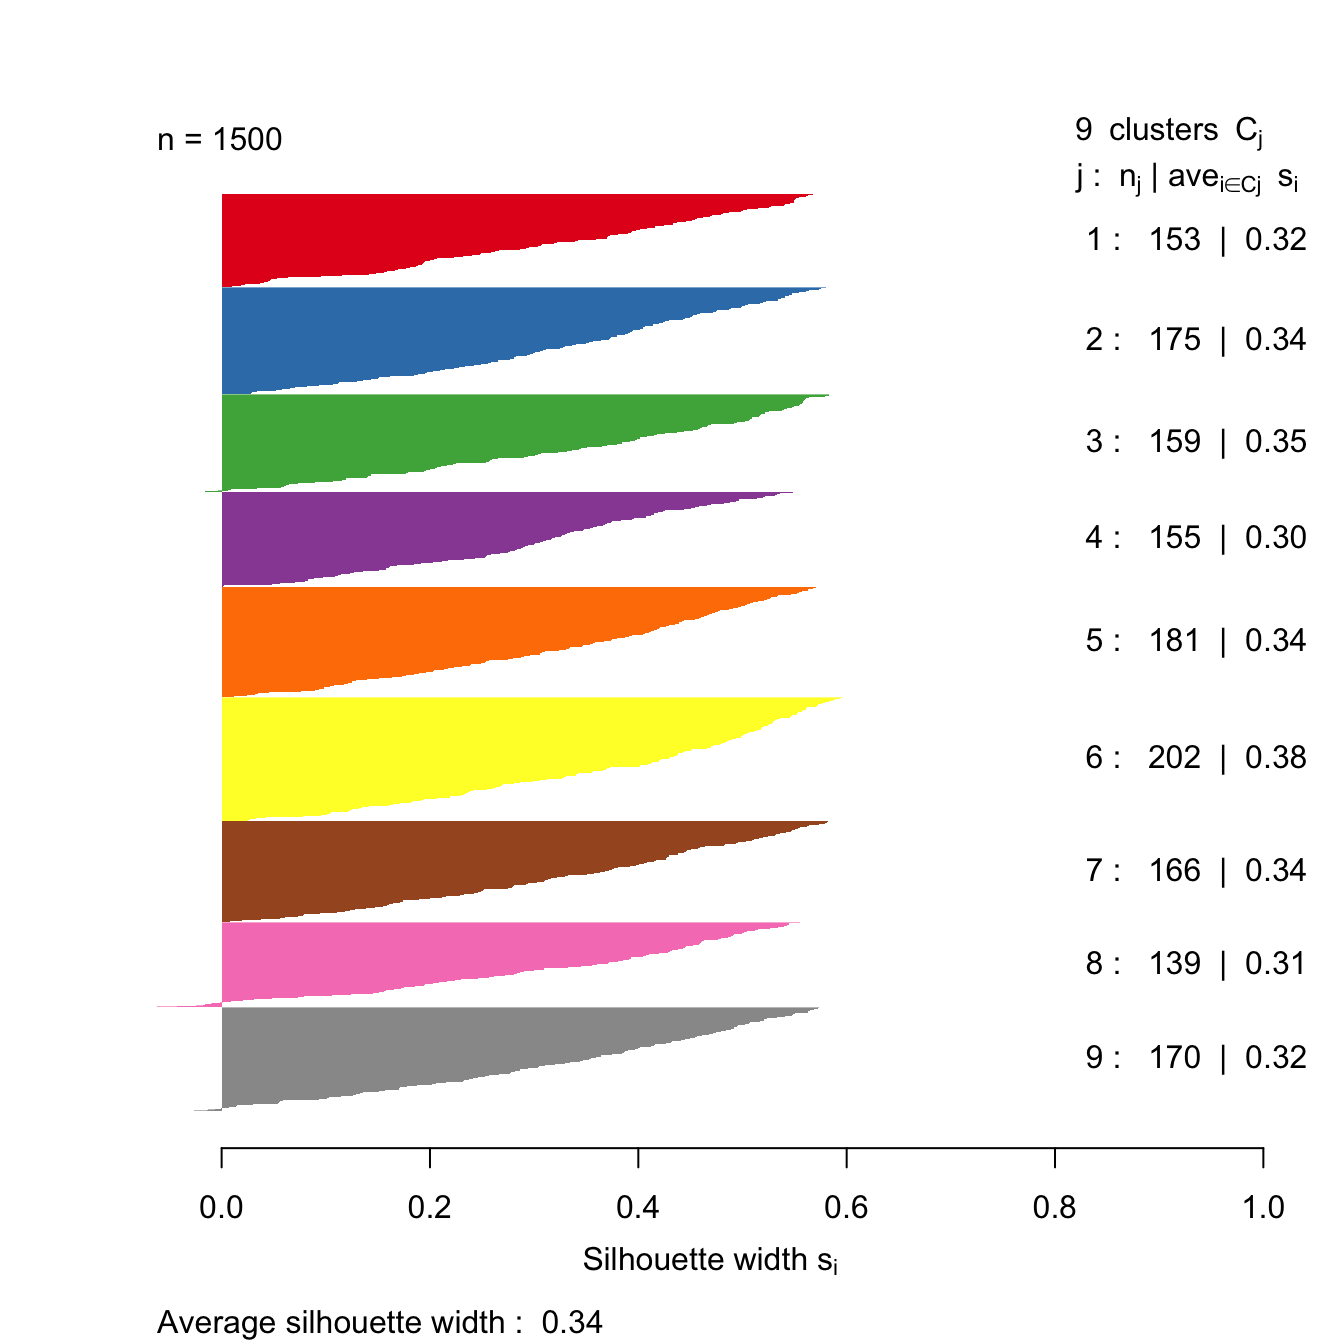 n = 1500
9 clusters Cj
j : nj | avei∈Cj si
1 : 153 | 0.32
2 : 175 | 0.34
3 : 159 | 0.35
4 : 155 | 0.30
5 : 181 | 0.34
6 : 202 | 0.38
7 : 166 | 0.34
8 : 139 | 0.31
9 : 170 | 0.32
0.0 0.2 0.4 0.6 0.8 1.0
Silhouette width si
Average silhouette width : 0.34